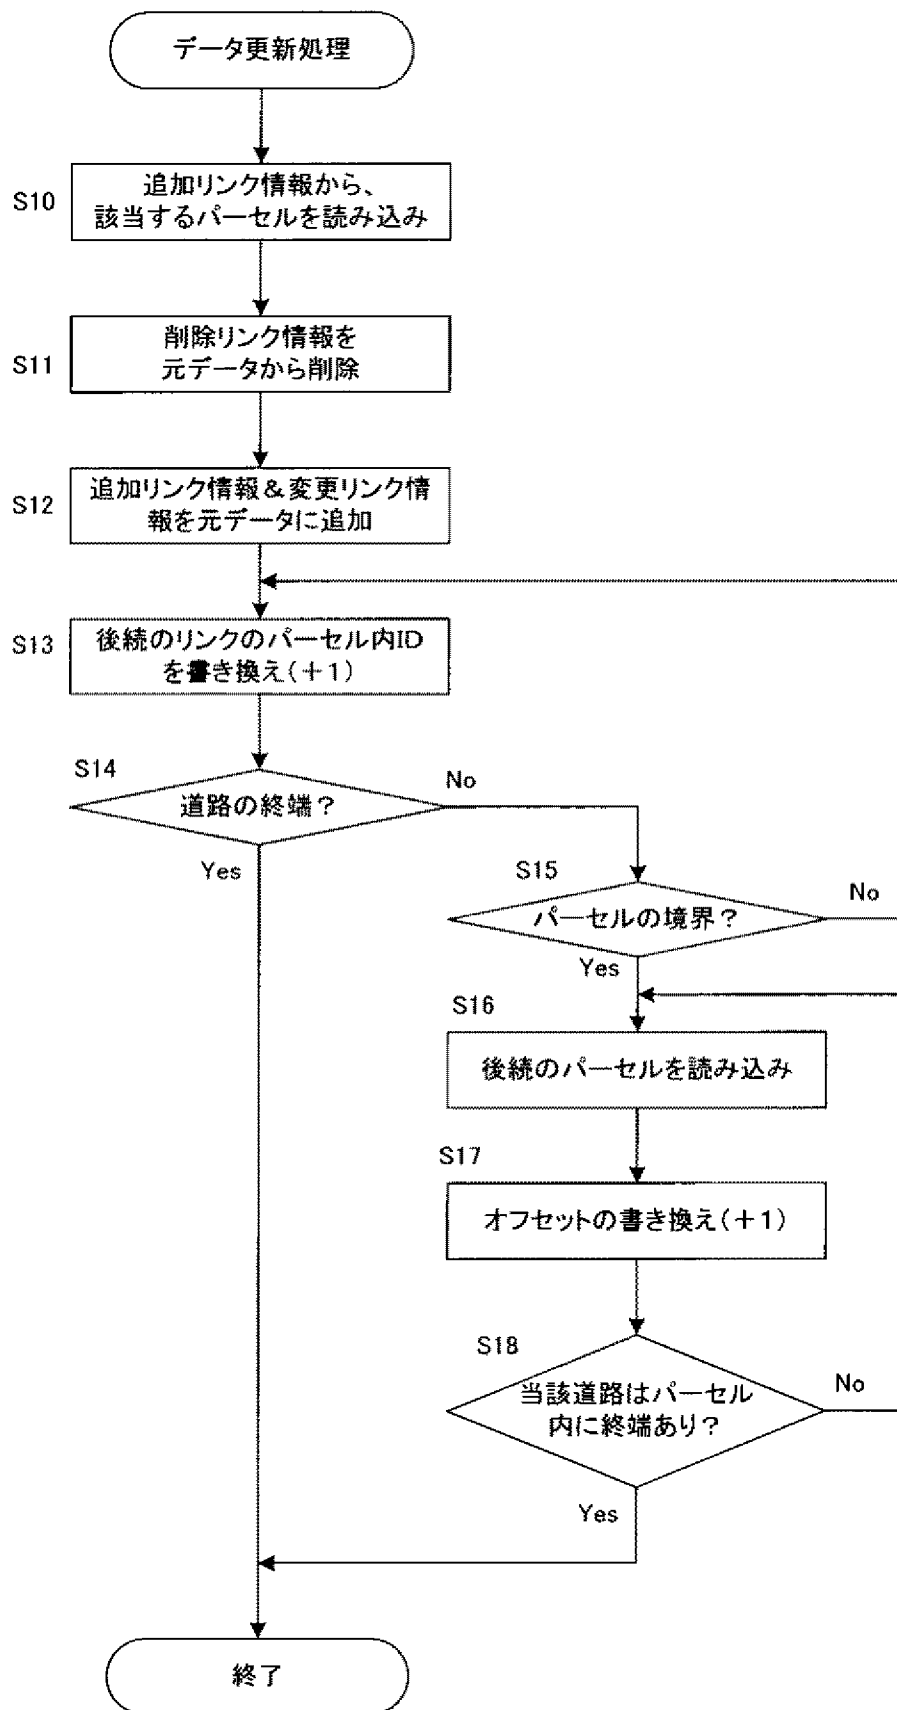 データ更新処理
S10
追加リンク情報から、
該当するパーセルを読み込み
S11
削除リンク情報を
元データから削除
S12
追加リンク情報＆変更リンク情
報を元データに追加
S13
後続のリンクのパーセル内ID
を書き換え(＋1)
S14
道路の終端？
No
Yes
S15
パーセルの境界？
No
Yes
S16
後続のパーセルを読み込み
S17
オフセットの書き換え(＋1)
S18
当該道路はパーセル
内に終端あり？
No
Yes
終了